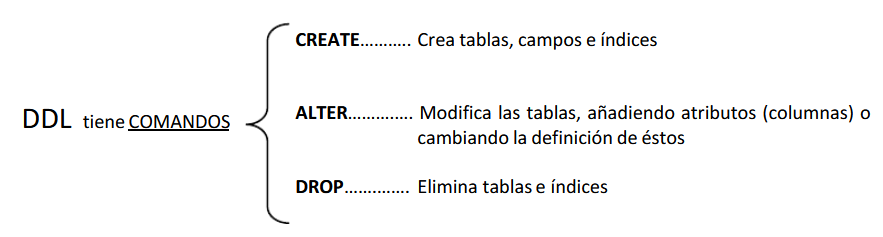 CREATE……….. Crea tablas, campos e índices
ALTER………….. Modifica las tablas, añadiendo atributos (columnas) o
cambiando la definición de éstos
DDL tiene COMANDOS
DROP………….. Elimina tablas e índices